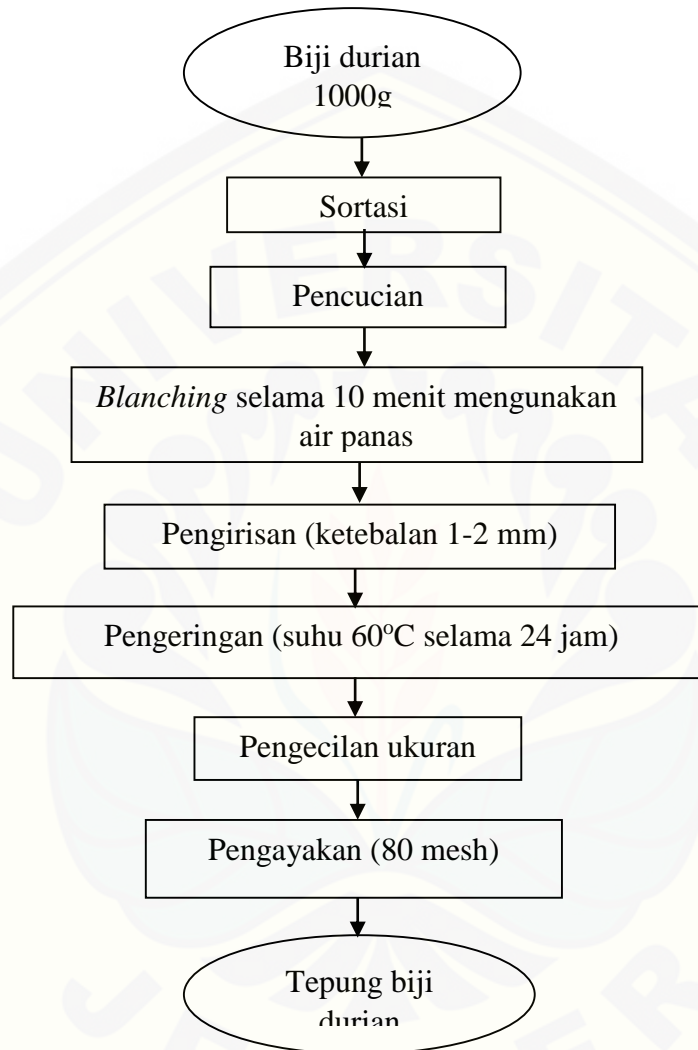 Biji durian
1000g
Sortasi
Pencucian
Blanching selama 10 menit mengunakan
air panas
Pengirisan (ketebalan 1-2 mm)
Pengeringan (suhu 60°C selama 24 jam)
Pengecilan ukuran
Pengayakan (80 mesh)
Tepung biji
durian
UNIVERSITA